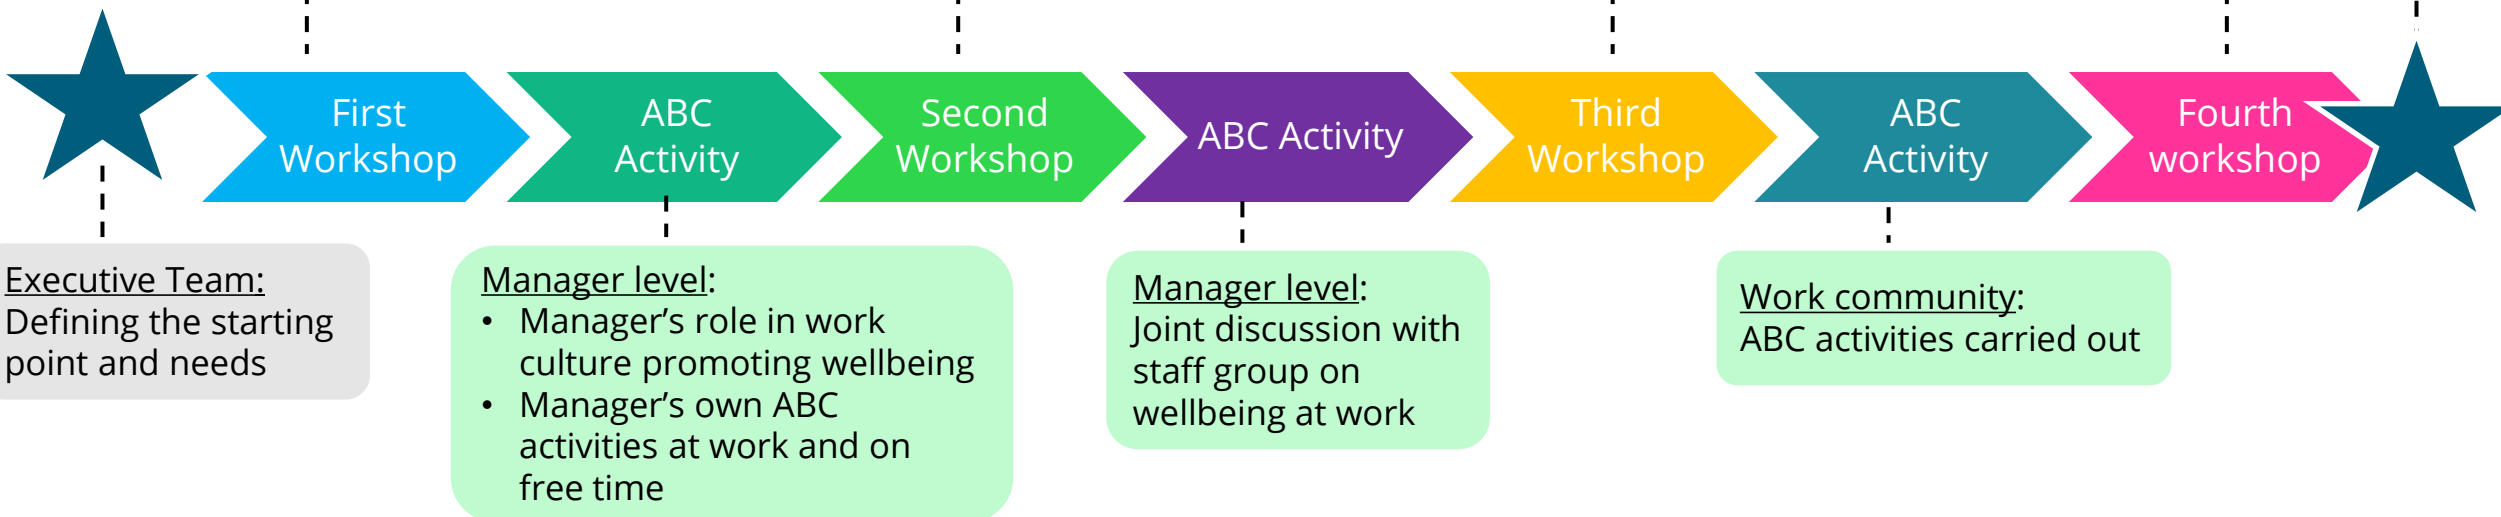 First
Workshop
ABC
Activity
Second
Workshop
ABC Activity
Third
Workshop
ABC
Activity
Fourth
workshop
Executive Team:
Defining the starting
point and needs
Manager level:
• Manager’s role in work
culture promoting wellbeing
• Manager’s own ABC
activities at work and on
free time
Manager level:
Joint discussion with
staff group on
wellbeing at work
Work community:
ABC activities carried out